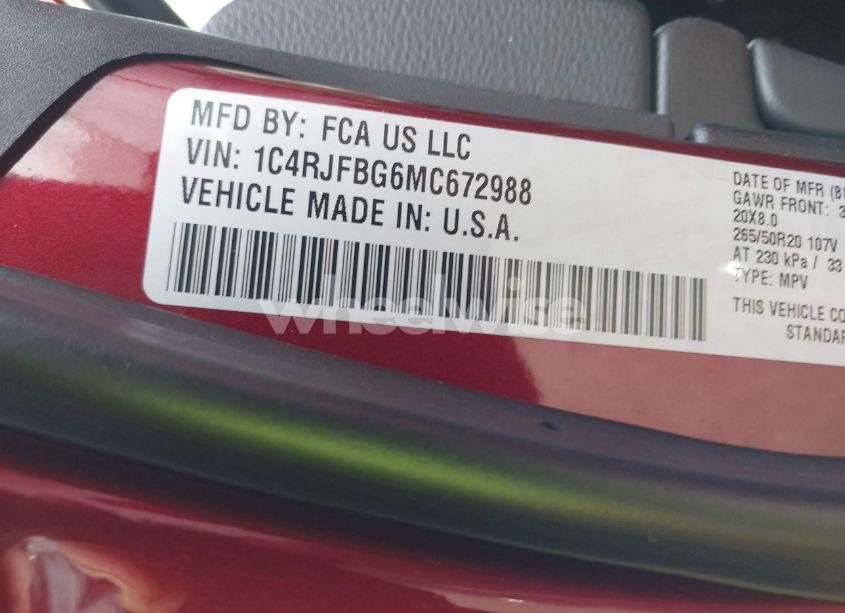 MFD BY: FCA US LLC
VIN: 1C4RJFBG6MC672988
VEHICLE MADE IN: U.S.A.
DATE OF MFR
GAWR FRONT:
20X8.0
265/50R20 107V
AT 230 kPa / 33
TYPE: MPV
THIS VEHICLE
wheelwise